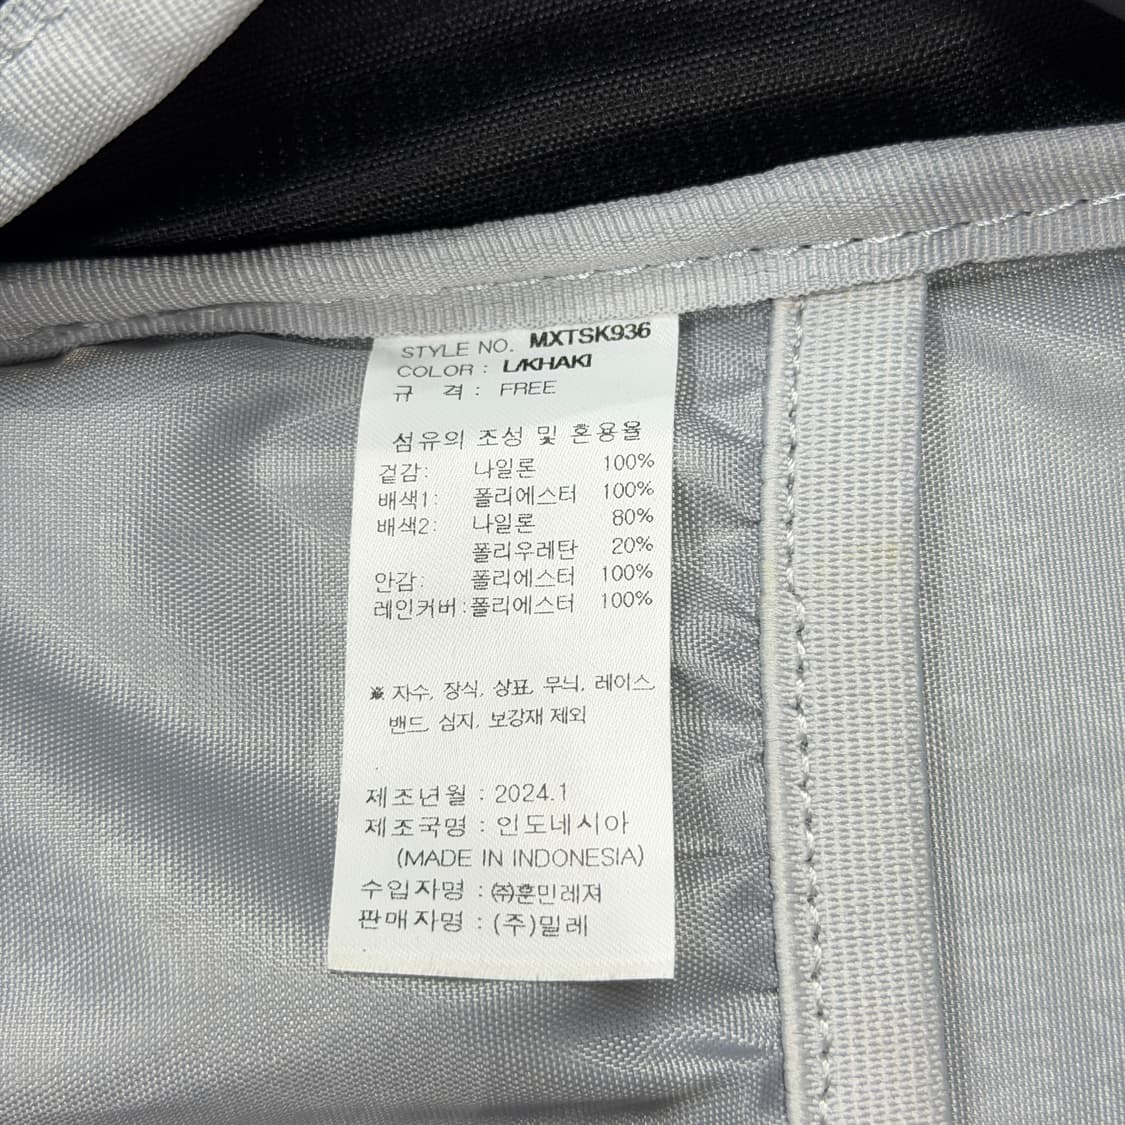 STYLE NO. MXTSK936
COLOR : L/KHAKI
규 격 : FREE
섬유의 조성 및 혼용율
겉감: 나일론 100%
배색1: 폴리에스터 100%
배색2: 나일론 80%
폴리우레탄 20%
안감: 폴리에스터 100%
레인커버:폴리에스터 100%
※ 자수, 장식, 상표, 무늬, 레이스,
밴드, 심지, 보강재 제외
제조년월 : 2024.1
제조국명 : 인도네시아
(MADE IN INDONESIA)
수입자명 : ㈜훈민레져
판매자명 : (주)밀레